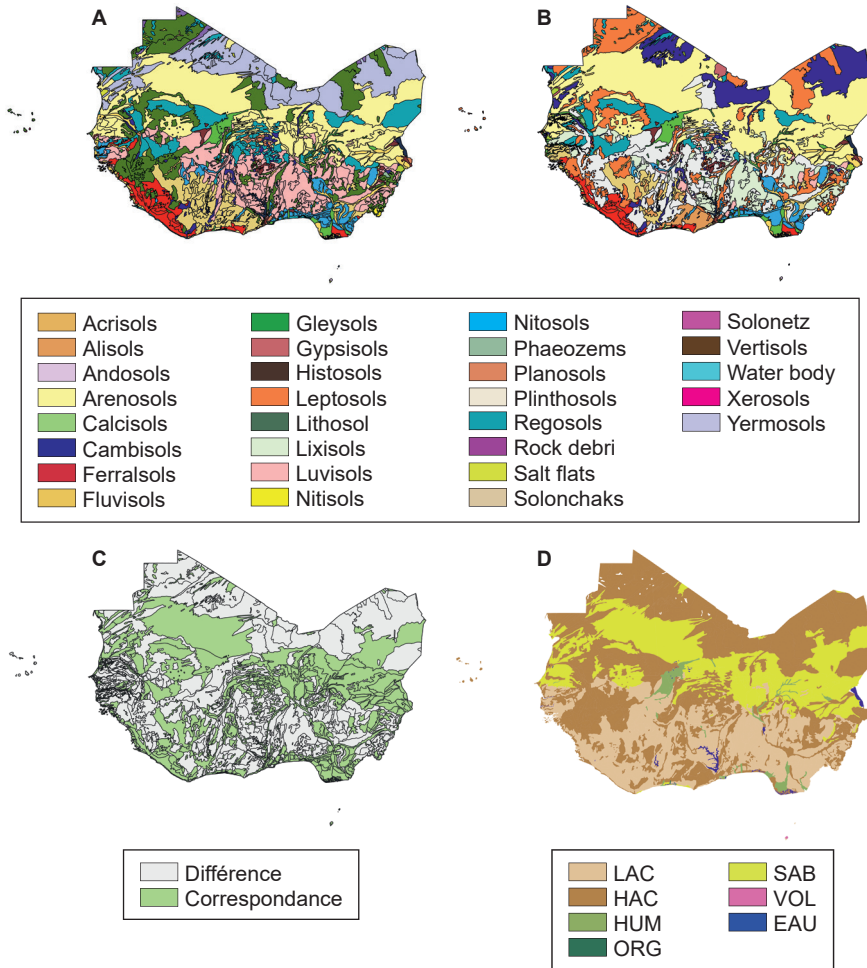 A
B
Acrisols
Alisols
Andosols
Arenosols
Calcisols
Cambisols
Ferralsols
Fluvisols
Gleysols
Gypsisols
Histosols
Leptosols
Lithosol
Lixisols
Luvisols
Nitisols
Nitosols
Phaeozems
Planosols
Plinthosols
Regosols
Rock debri
Salt flats
Solonchaks
Solonetz
Vertisols
Water body
Xerosols
Yermosols
C
D
Différence
Correspondance
LAC
HAC
HUM
ORG
SAB
VOL
EAU